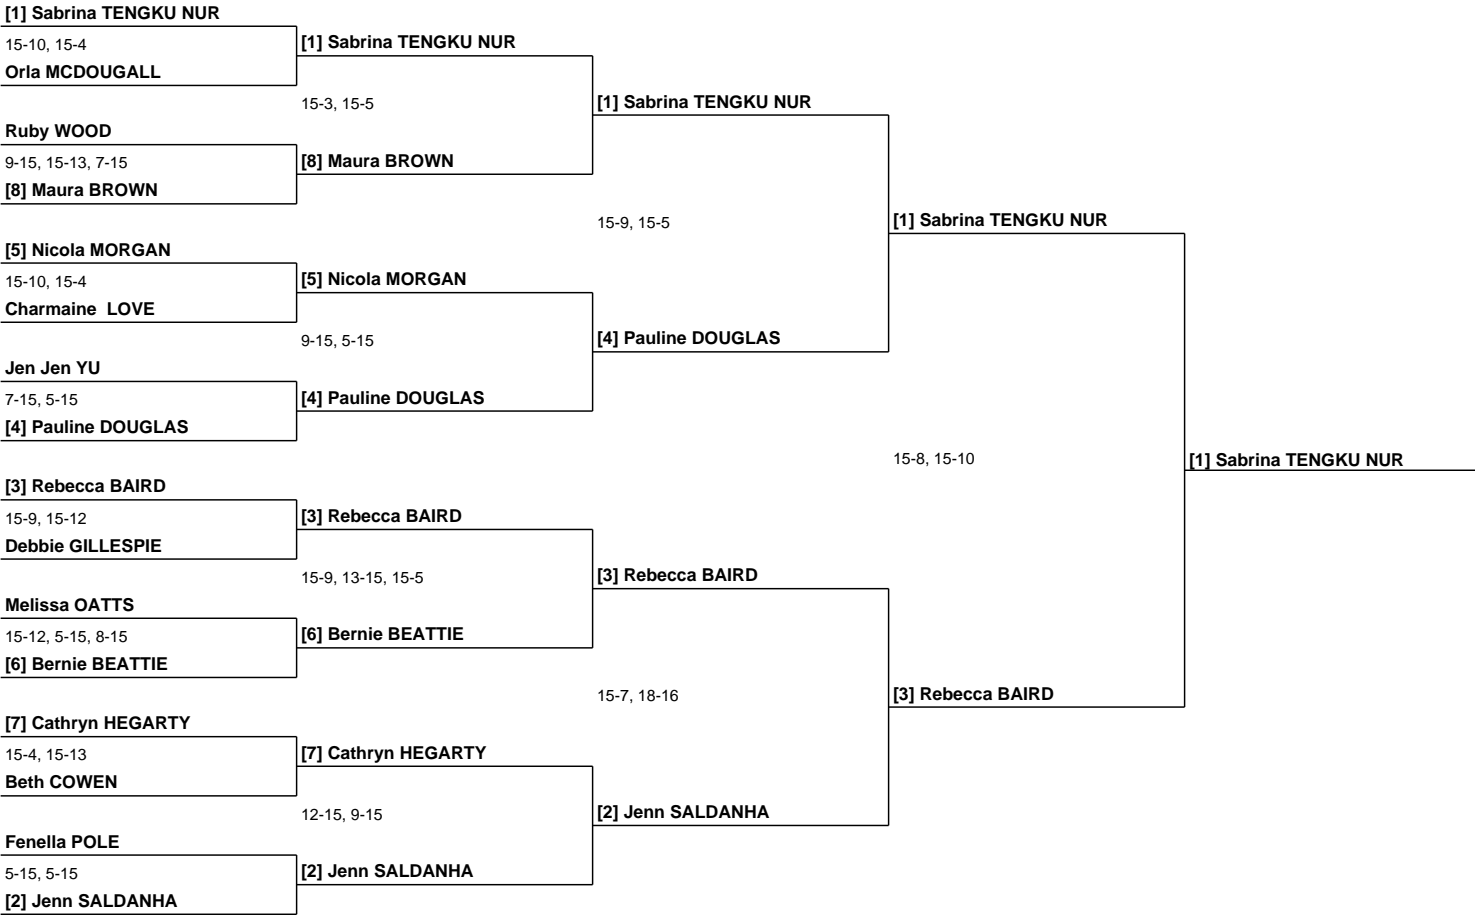 [1] Sabrina TENGKU NUR
15-10, 15-4
Orla MCDOUGALL
Ruby WOOD
9-15, 15-13, 7-15
[8] Maura BROWN
[5] Nicola MORGAN
15-10, 15-4
Charmaine  LOVE
Jen Jen YU
7-15, 5-15
[4] Pauline DOUGLAS
[3] Rebecca BAIRD
15-9, 15-12
Debbie GILLESPIE
Melissa OATTS
15-12, 5-15, 8-15
[6] Bernie BEATTIE
[7] Cathryn HEGARTY
15-4, 15-13
Beth COWEN
Fenella POLE
5-15, 5-15
[2] Jenn SALDANHA
[1] Sabrina TENGKU NUR
15-3, 15-5
[8] Maura BROWN
[5] Nicola MORGAN
9-15, 5-15
[4] Pauline DOUGLAS
[3] Rebecca BAIRD
15-9, 13-15, 15-5
[6] Bernie BEATTIE
[7] Cathryn HEGARTY
12-15, 9-15
[2] Jenn SALDANHA
[1] Sabrina TENGKU NUR
15-9, 15-5
[4] Pauline DOUGLAS
[3] Rebecca BAIRD
15-7, 18-16
[2] Jenn SALDANHA
[1] Sabrina TENGKU NUR
15-8, 15-10
[3] Rebecca BAIRD
[1] Sabrina TENGKU NUR